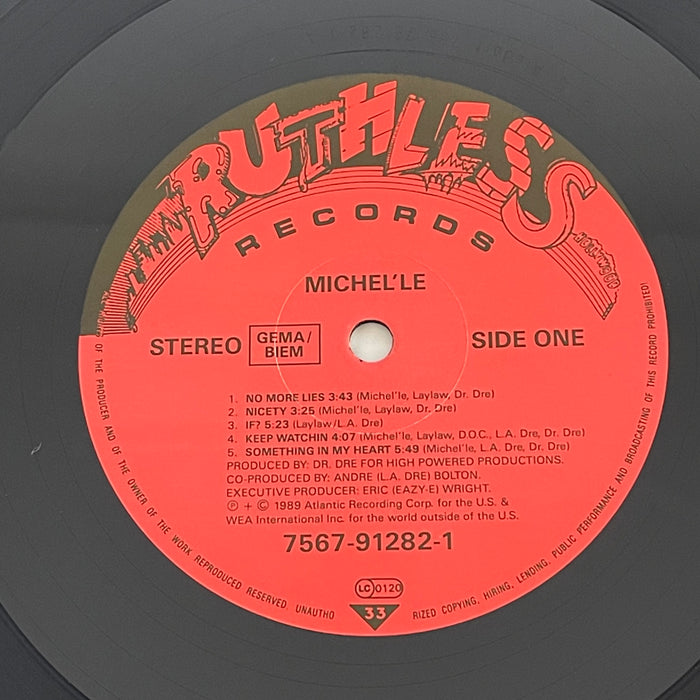 RUTHLESS
RECORDS
HOLLYWOOD
MICHEL'LE
STEREO
GEMA/
BIEM
SIDE ONE
1. NO MORE LIES 3:43 (Michel'le, Laylaw, Dr. Dre)
2. NICETY 3:25 (Michel'le, Laylaw, Dr. Dre)
3. IF? 5:23 (Laylaw/L.A. Dre)
4. KEEP WATCHIN 4:07 (Michel'le, Laylaw, D.O.C., L.A. Dre, Dr. Dre)
5. SOMETHING IN MY HEART 5:49 (Michel'le, Laylaw, L.A. Dre, Dr. Dre)
PRODUCED BY: DR. DRE FOR HIGH POWERED PRODUCTIONS.
CO-PRODUCED BY: ANDRE (L.A. DRE) BOLTON.
EXECUTIVE PRODUCER: ERIC (EAZY-E) WRIGHT.
℗ + © 1989 Atlantic Recording Corp. for the U.S. &
WEA International Inc. for the world outside of the U.S.
7567-91282-1
LC 0120
33
OF THE PRODUCER AND OF THE OWNER OF THE WORK REPRODUCED RESERVED. UNAUTHO
RIZED COPYING, HIRING, LENDING, PUBLIC PERFORMANCE AND BROADCASTING OF THIS RECORD PROHIBITED!